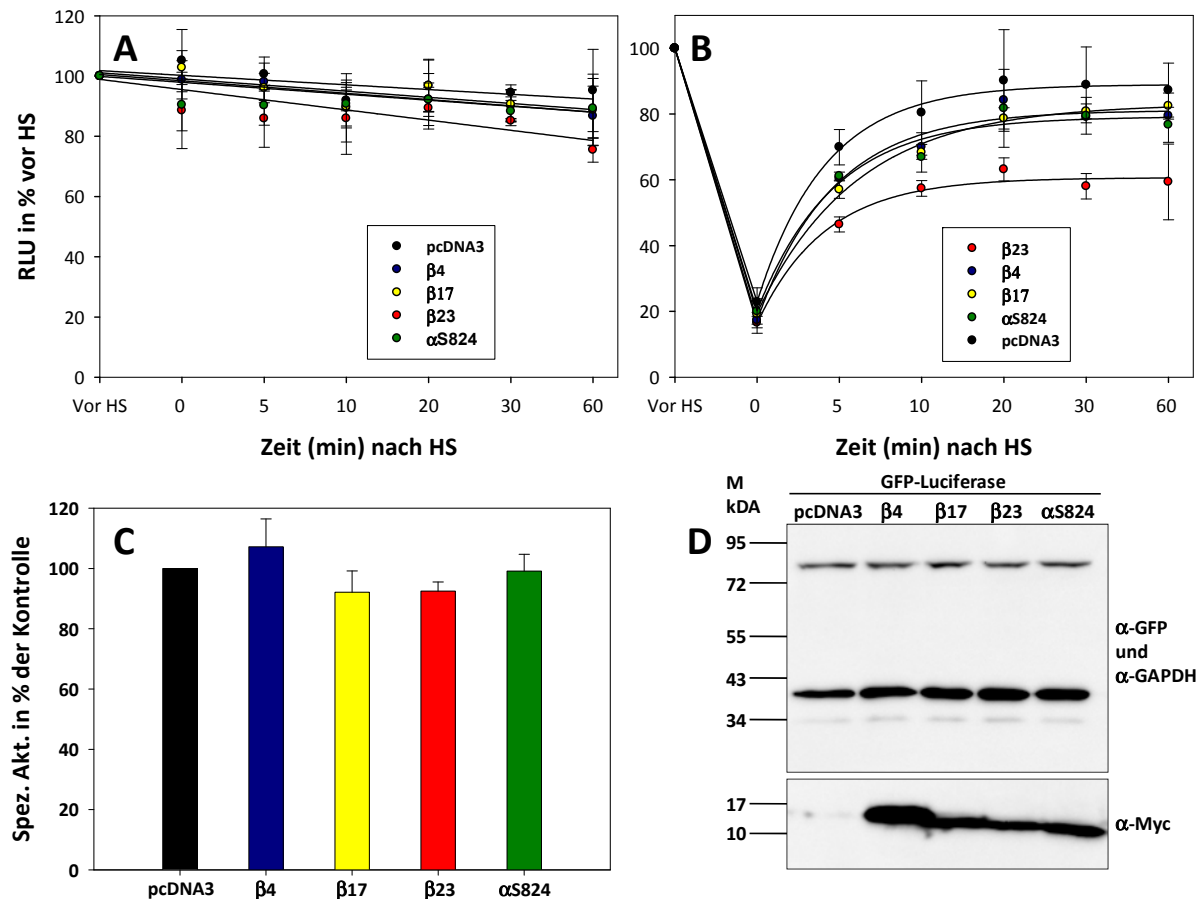 A
RLU in % vor HS
120
100
80
60
40
20
0
pcDNA3
β4
β17
β23
αS824
Vor HS 0 5 10 20 30 60
Zeit (min) nach HS
B
100
80
60
40
20
0
β23
β4
β17
αS824
pcDNA3
Vor HS 0 5 10 20 30 60
Zeit (min) nach HS
C
Spez. Akt. in % der Kontrolle
120
100
80
60
40
20
0
pcDNA3 β4 β17 β23 αS824
D
M
kDA
GFP-Luciferase
pcDNA3 β4 β17 β23 αS824
95
72
55
43
34
α-GFP
und
α-GAPDH
17
10
α-Myc